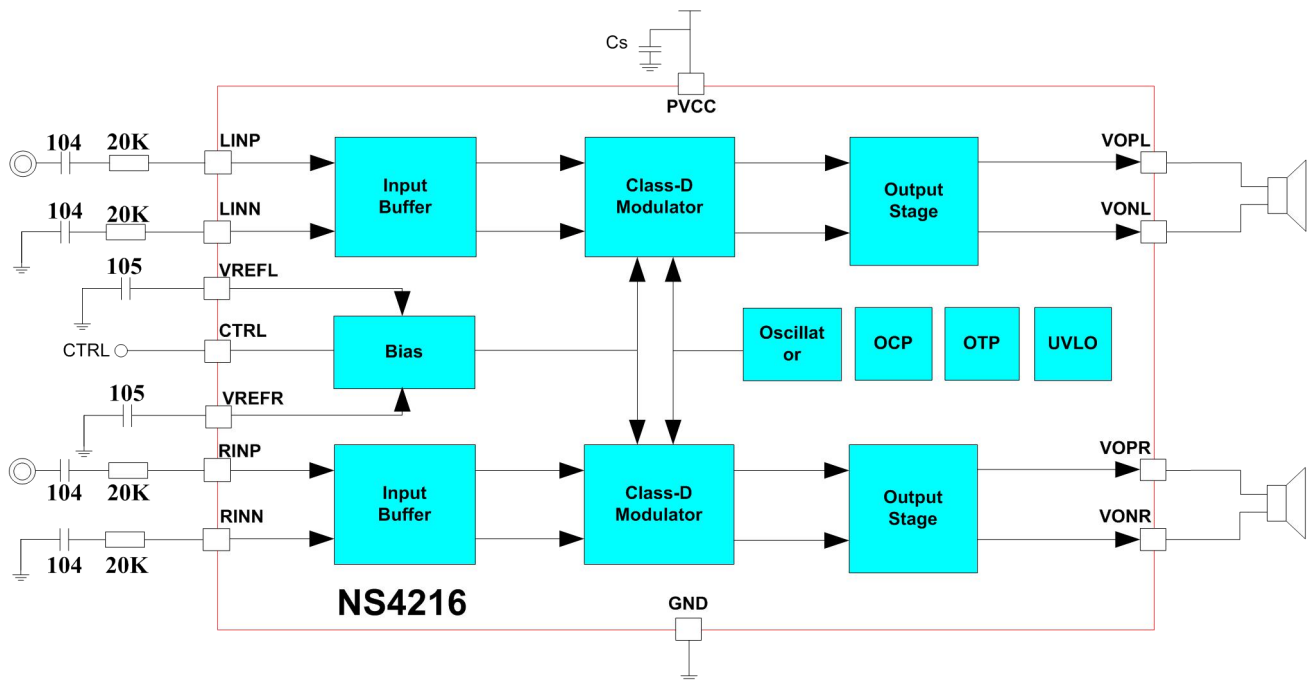 Cs
PVCC
104
20K
LINP
VOPL
Input
Buffer
Class-D
Modulator
Output
Stage
104
20K
LINN
VONL
105
VREFL
CTRL
CTRL
Bias
Oscillat
or
OCP
OTP
UVLO
105
VREFR
RINP
VOPR
104
20K
Input
Buffer
Class-D
Modulator
Output
Stage
RINN
VONR
104
20K
NS4216
GND